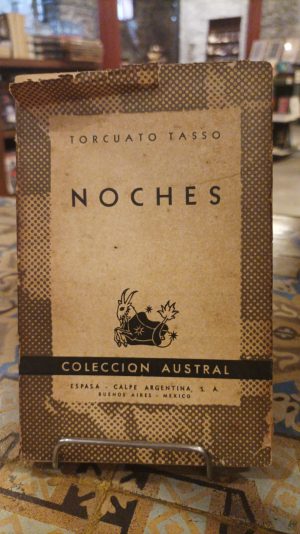 TORCUATO TASSO
NOCHES
COLECCION AUSTRAL
ESPASA - CALPE ARGENTINA, S. A.
BUENOS AIRES - MEXICO